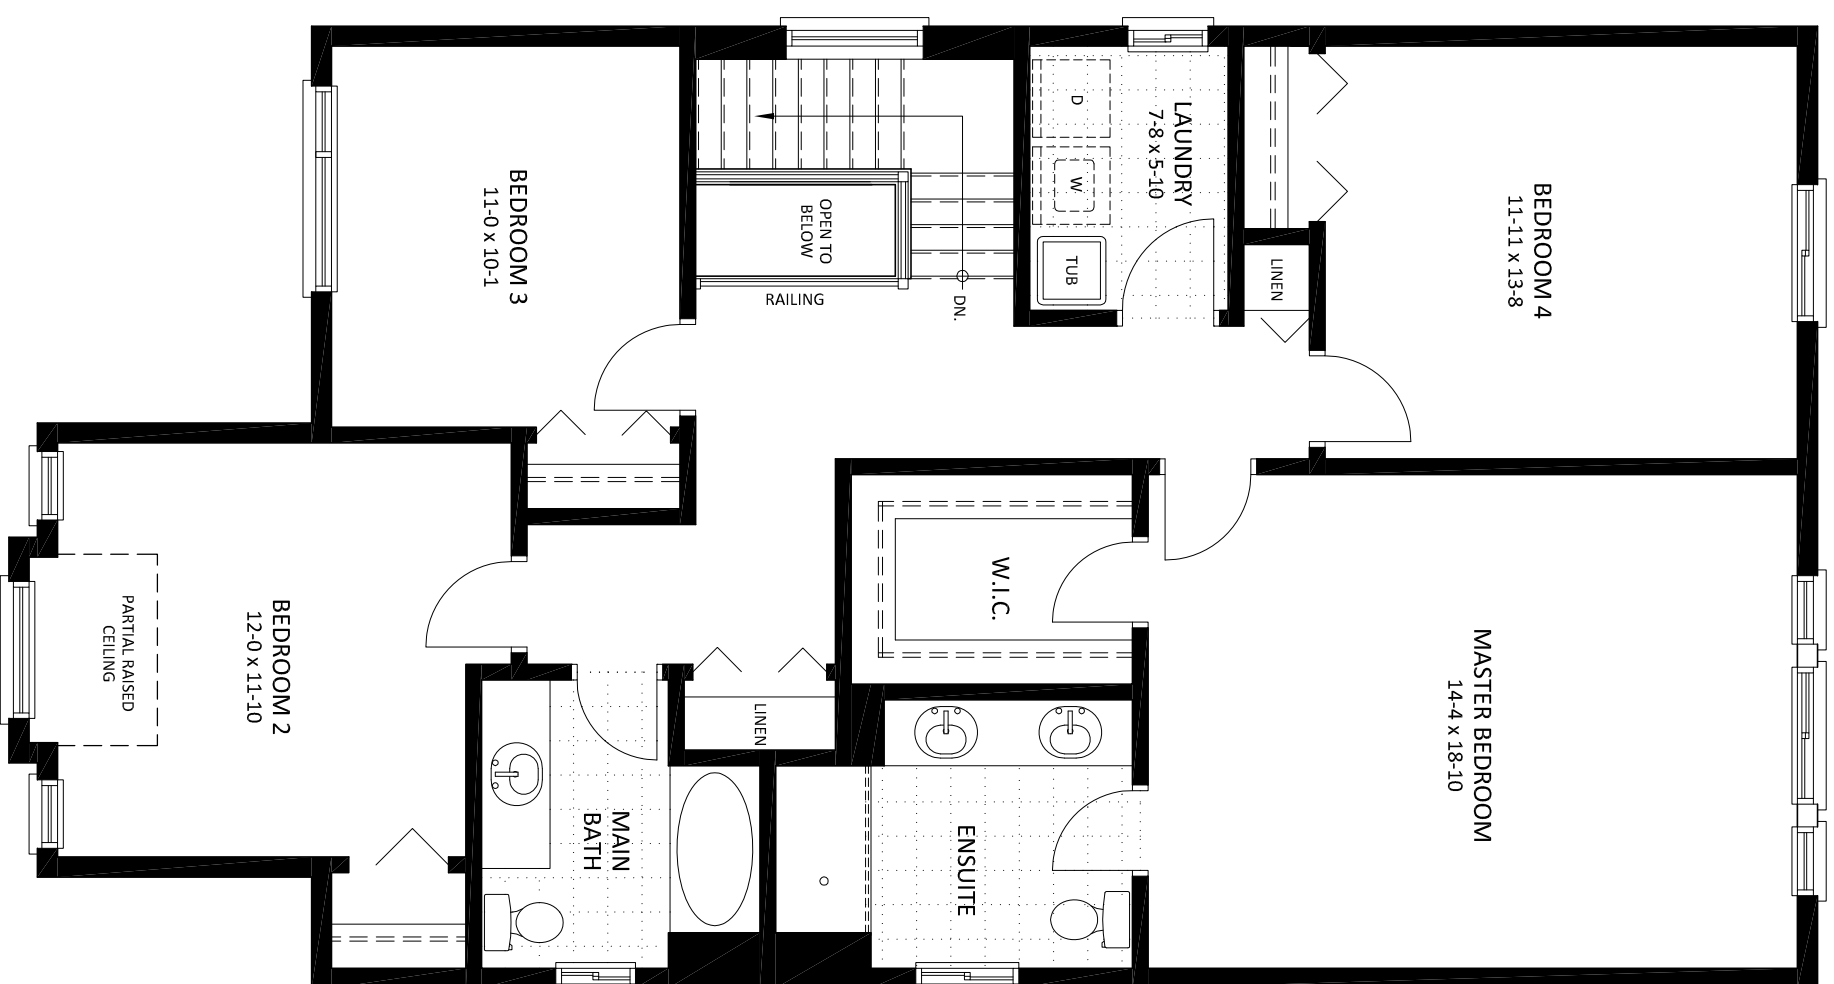 BEDROOM 3
11-0 x 10-1
OPEN TO
BELOW
RAILING
DN.
D
W
TUB
LAUNDRY
7-8 x 5-10
LINEN
BEDROOM 4
11-11 x 13-8
PARTIAL RAISED
CEILING
BEDROOM 2
12-0 x 11-10
MAIN
BATH
LINEN
W.I.C.
ENSUITE
MASTER BEDROOM
14-4 x 18-10